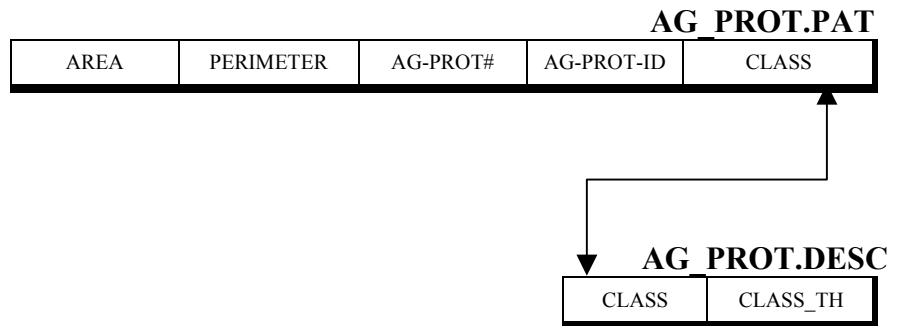 AG_PROT.PAT
AREA PERIMETER AG-PROT# AG-PROT-ID CLASS
AG_PROT.DESC
CLASS CLASS_TH